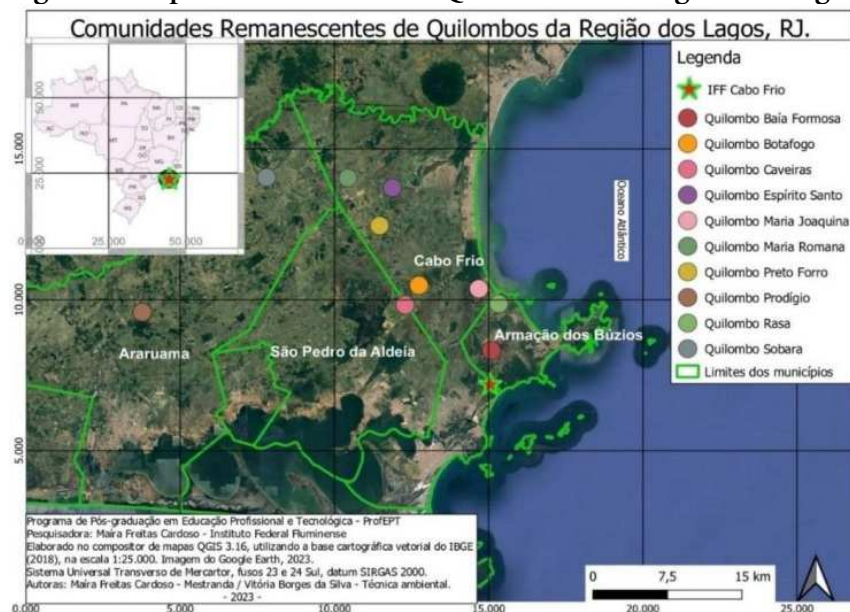 Comunidades Remanescentes de Quilombos da Região dos Lagos, RJ.
Legenda
IFF Cabo Frio
Quilombo Baía Formosa
Quilombo Botafogo
Quilombo Caveiras
Quilombo Espírito Santo
Quilombo Maria Joaquina
Quilombo Maria Romana
Quilombo Preto Forro
Quilombo Prodígio
Quilombo Rasa
Quilombo Sobara
Limites dos municípios
50.000
25.000
0.000
25.000
50.000
15.000
10.000
5.000
Oceano Atlântico
Cabo Frio
Armação dos Búzios
São Pedro da Aldeia
Araruama
Programa de Pós-graduação em Educação Profissional e Tecnológica - ProfEPT
Pesquisadora: Maíra Freitas Cardoso - Instituto Federal Fluminense
Elaborado no compositor de mapas QGIS 3.16, utilizando a base cartográfica vetorial do IBGE
(2018), na escala 1:25.000. Imagem do Google Earth, 2023.
Sistema Universal Transverso de Mercartor, fusos 23 e 24 Sul, datum SIRGAS 2000.
Autoras: Maíra Freitas Cardoso - Mestranda / Vitória Borges da Silva - Técnica ambiental.
- 2023 -
0 7,5 15 km
5.000 10.000 15.000 20.000 25.000